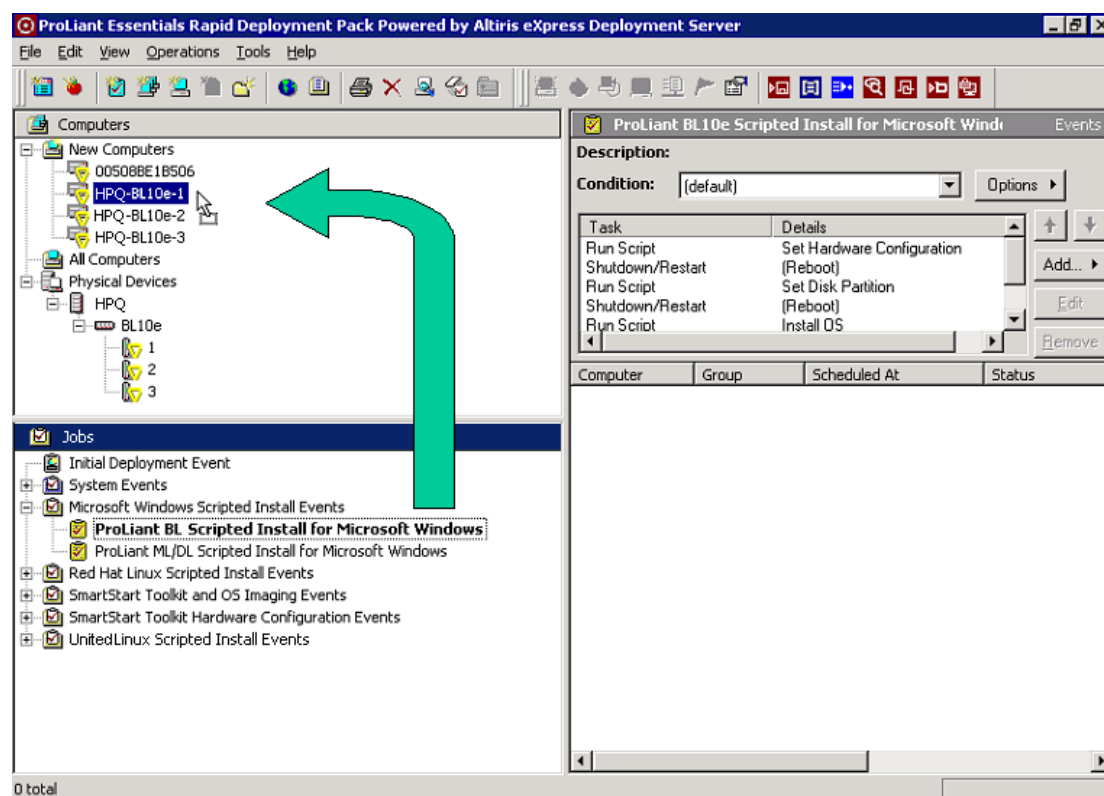 ProLiant Essentials Rapid Deployment Pack Powered by Altiris eXpress Deployment Server
File Edit View Operations Tools Help
Computers
New Computers
00508BE1B506
HPQ-BL10e-1
HPQ-BL10e-2
HPQ-BL10e-3
All Computers
Physical Devices
HPQ
BL10e
1
2
3
Jobs
Initial Deployment Event
System Events
Microsoft Windows Scripted Install Events
ProLiant BL Scripted Install for Microsoft Windows
ProLiant ML/DL Scripted Install for Microsoft Windows
Red Hat Linux Scripted Install Events
SmartStart Toolkit and OS Imaging Events
SmartStart Toolkit Hardware Configuration Events
UnitedLinux Scripted Install Events
0 total
ProLiant BL10e Scripted Install for Microsoft Wind Events
Description:
Condition: (default) Options
Task Details
Run Script Set Hardware Configuration
Shutdown/Restart (Reboot)
Run Script Set Disk Partition
Shutdown/Restart (Reboot)
Run Script Install OS
Add...
Edit
Remove
Computer Group Scheduled At Status